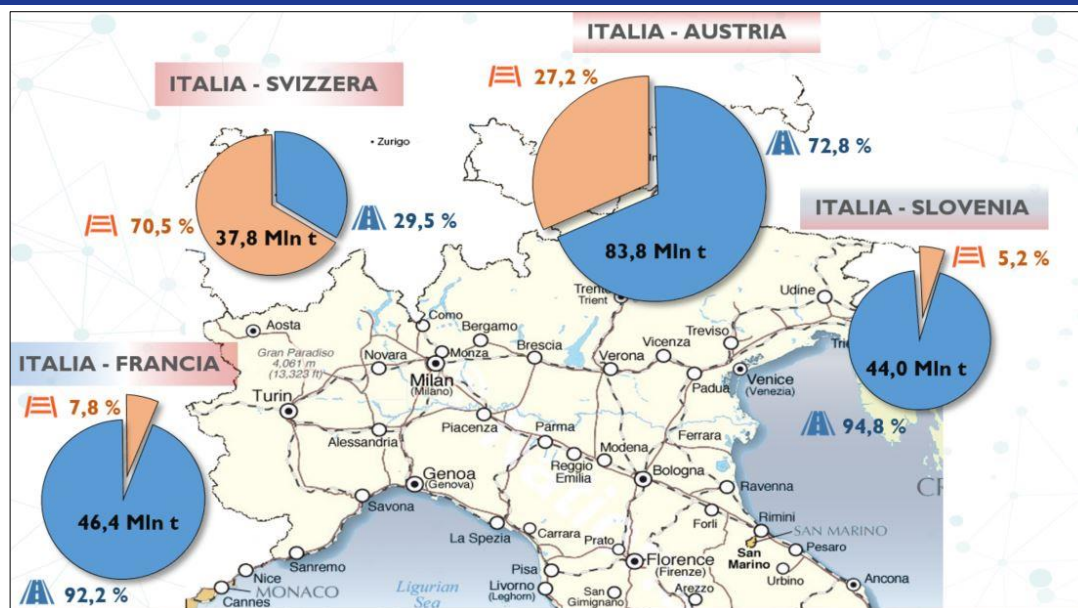 ITALIA - AUSTRIA
27,2 %
72,8 %
83,8 Mln t
ITALIA - SVIZZERA
70,5 %
29,5 %
37,8 Mln t
ITALIA - SLOVENIA
5,2 %
44,0 Mln t
94,8 %
ITALIA - FRANCIA
7,8 %
46,4 Mln t
92,2 %
Zurigo
Trento
Trient
Udine
Aosta
Como
Bergamo
Treviso
Gran Paradiso
4,061 m
(13,323 ft)
Novara
Monza
Brescia
Verona
Vicenza
Milan
(Milano)
Padua
Venice
(Venezia)
Turin
Piacenza
Parma
Ferrara
Alessandria
Reggio
Emilia
Modena
Bologna
Genoa
(Genova)
Ravenna
Savona
Forli
Rimini
La Spezia
Carrara
Prato
SAN MARINO
San
Marino
Pesaro
Sanremo
Florence
(Firenze)
Urbino
Nice
MONACO
Pisa
Ancona
Cannes
Ligurian
Sea
Livorno
(Leghorn)
San
Gimignano
Arezzo